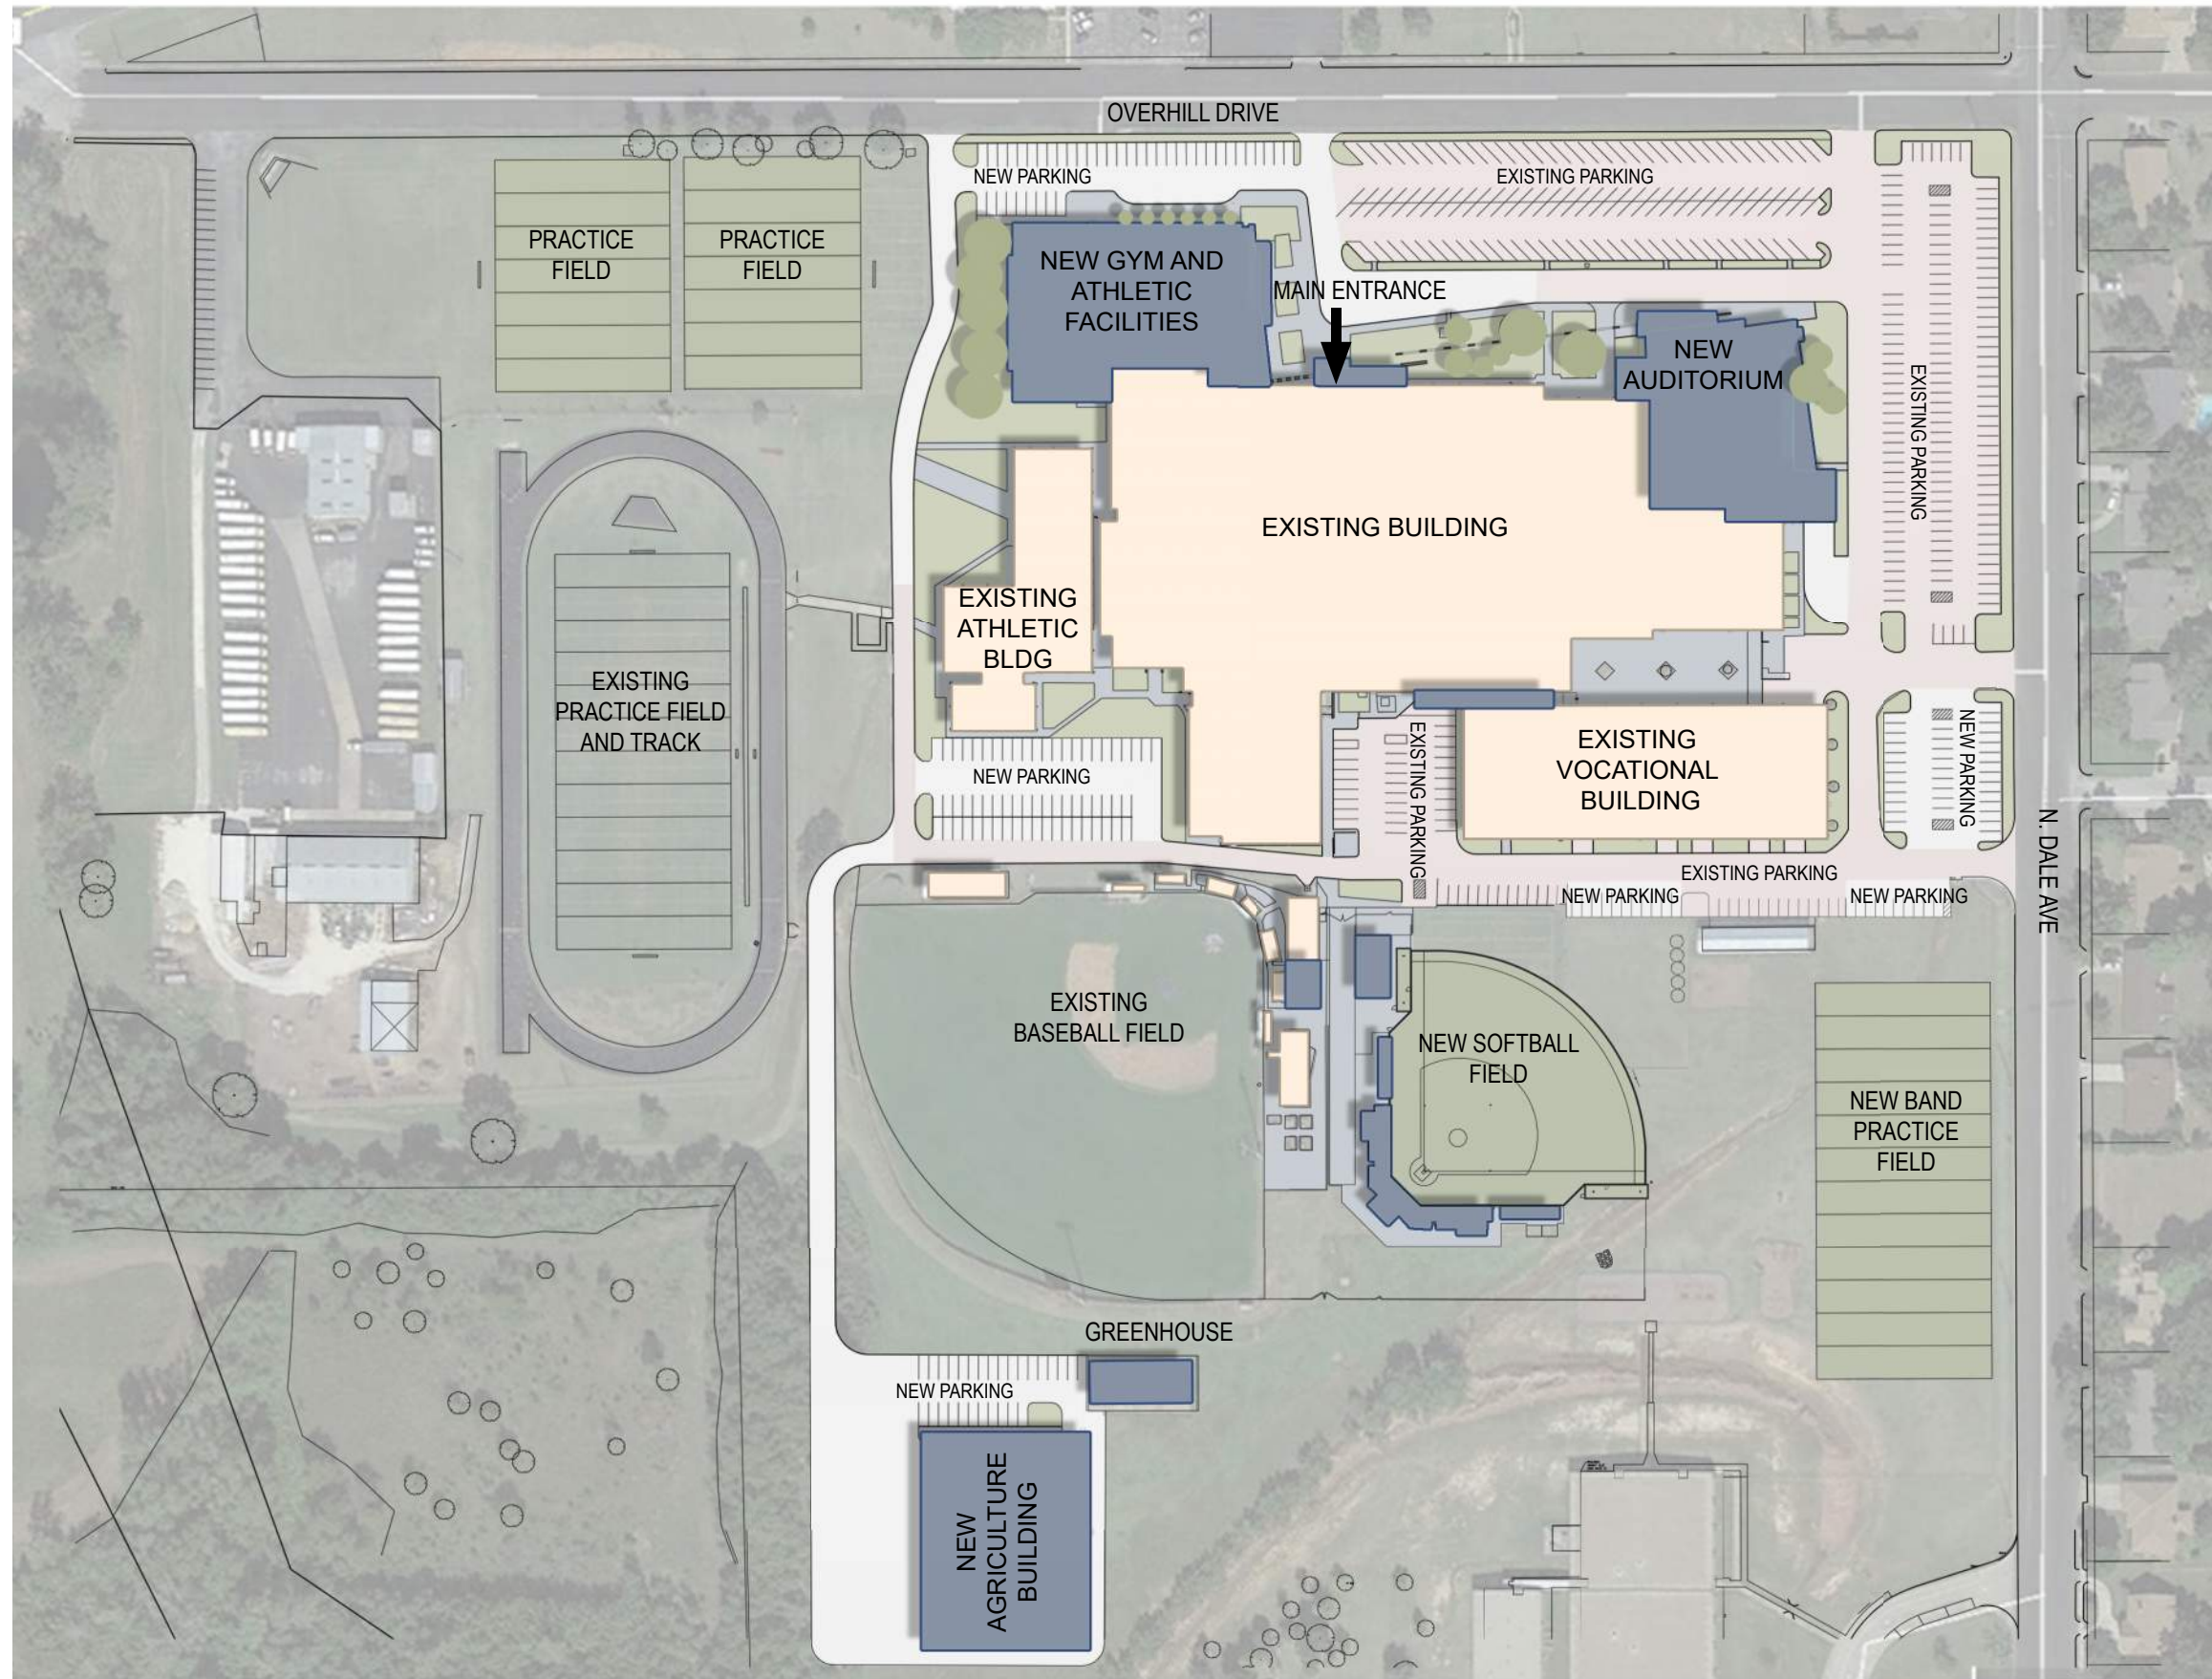 OVERHILL DRIVE
NEW PARKING
EXISTING PARKING
PRACTICE
FIELD
PRACTICE
FIELD
NEW GYM AND
ATHLETIC
FACILITIES
MAIN ENTRANCE
NEW
AUDITORIUM
EXISTING PARKING
EXISTING BUILDING
EXISTING
ATHLETIC
BLDG
EXISTING
PRACTICE FIELD
AND TRACK
NEW PARKING
EXISTING PARKING
EXISTING
VOCATIONAL
BUILDING
NEW PARKING
N. DALE AVE
EXISTING PARKING
NEW PARKING
NEW PARKING
EXISTING
BASEBALL FIELD
NEW SOFTBALL
FIELD
NEW BAND
PRACTICE
FIELD
GREENHOUSE
NEW PARKING
NEW
AGRICULTURE
BUILDING